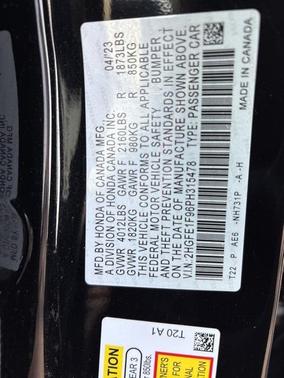 MFD BY HONDA OF CANADA MFG. 04/23
A DIVISION OF HONDA CANADA INC.
GVWR 4012LBS GAWR F 2100LBS R 1873LBS
GVWR 1820KG GAWR F 980KG R 850KG
THIS VEHICLE CONFORMS TO ALL APPLICABLE
FEDERAL MOTOR VEHICLE SAFETY, BUMPER,
AND THEFT PREVENTION STANDARDS IN EFFECT
ON THE DATE OF MANUFACTURE SHOWN ABOVE.
V.I.N. 2HGFE1F96PH315478 TYPE: PASSENGER CAR
T22 P AE6 -NH731P -A -H
MADE IN CANADA
T20 A1